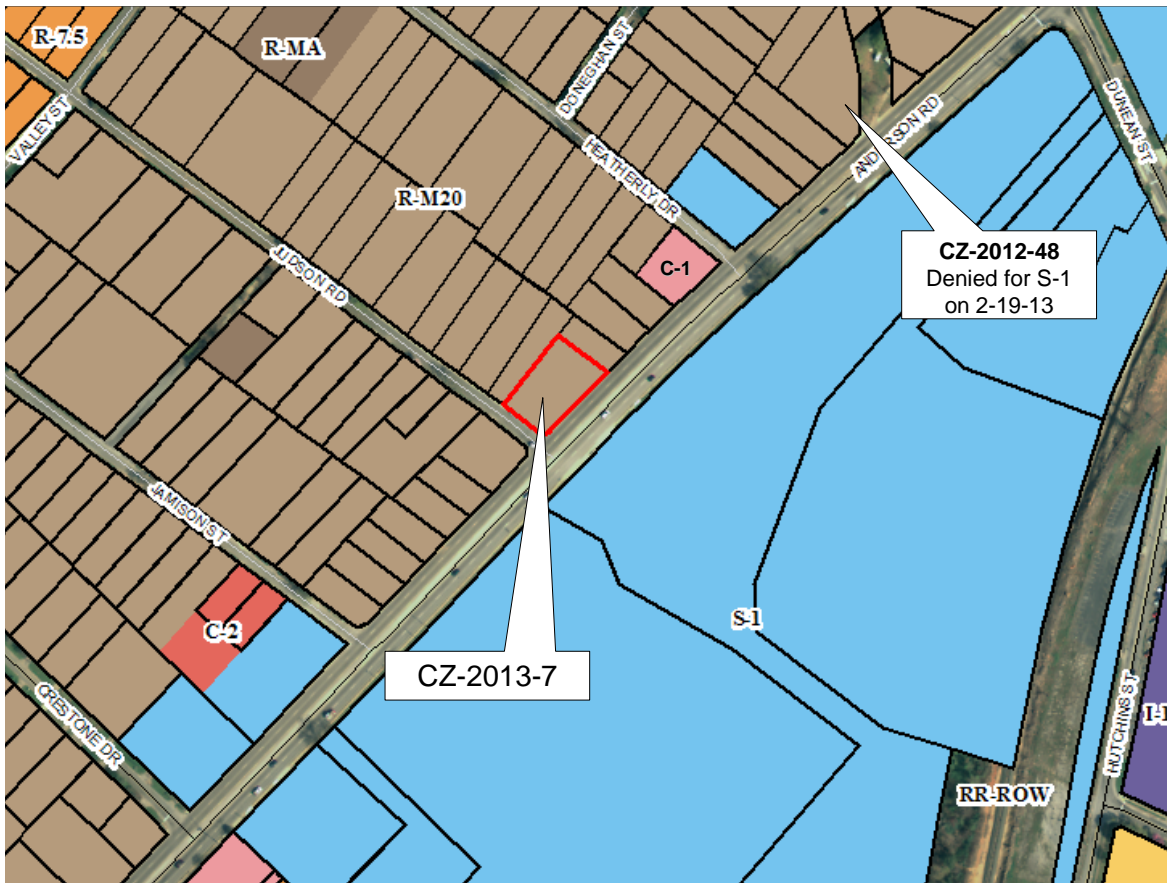 R-7.5
R-MA
DONEGHAN ST
DUNEAN ST
VALLEY ST
ANDERSON RD
HEATHERLY DR
R-M20
CZ-2012-48
Denied for S-1
on 2-19-13
JUDSON RD
C-1
JAMISON ST
S-1
C-2
CZ-2013-7
CRESTONE DR
HUTCHINS ST
I-1
RR-ROW